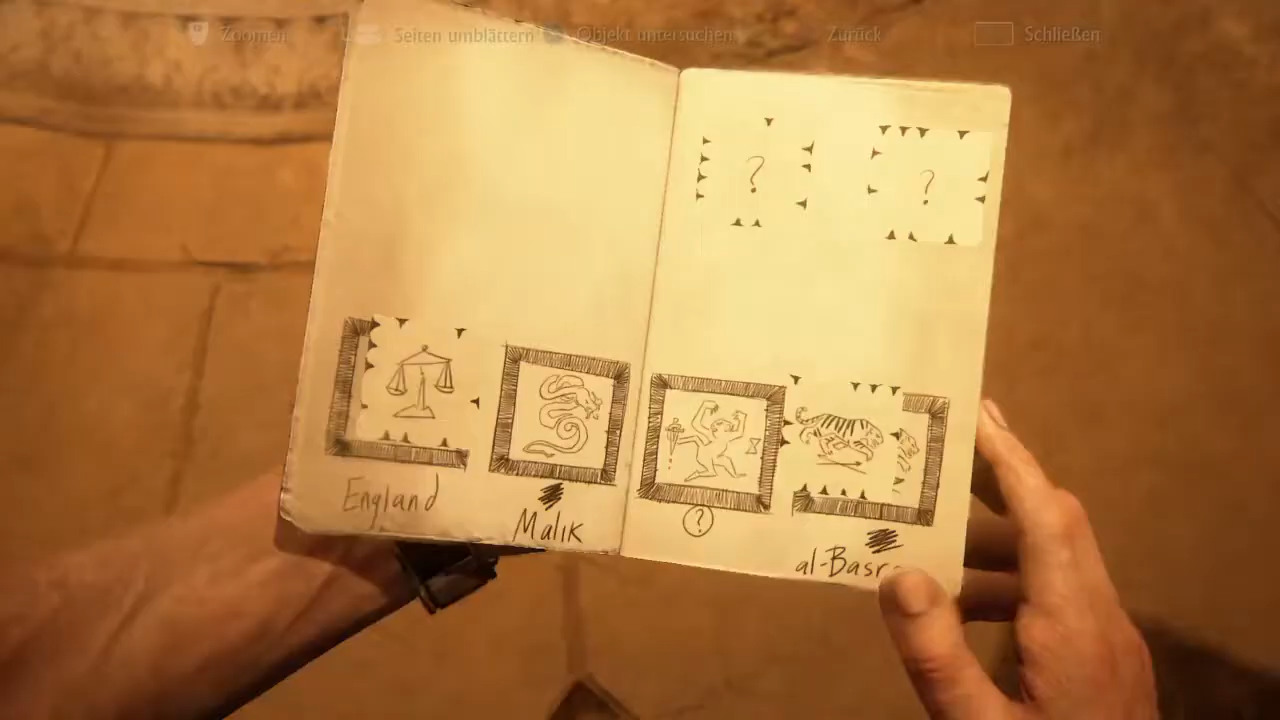 Zoomen
Seiten umblättern
Objekt untersuchen
Zurück
Schließen
?
?
England
Malik
?
al-Basr